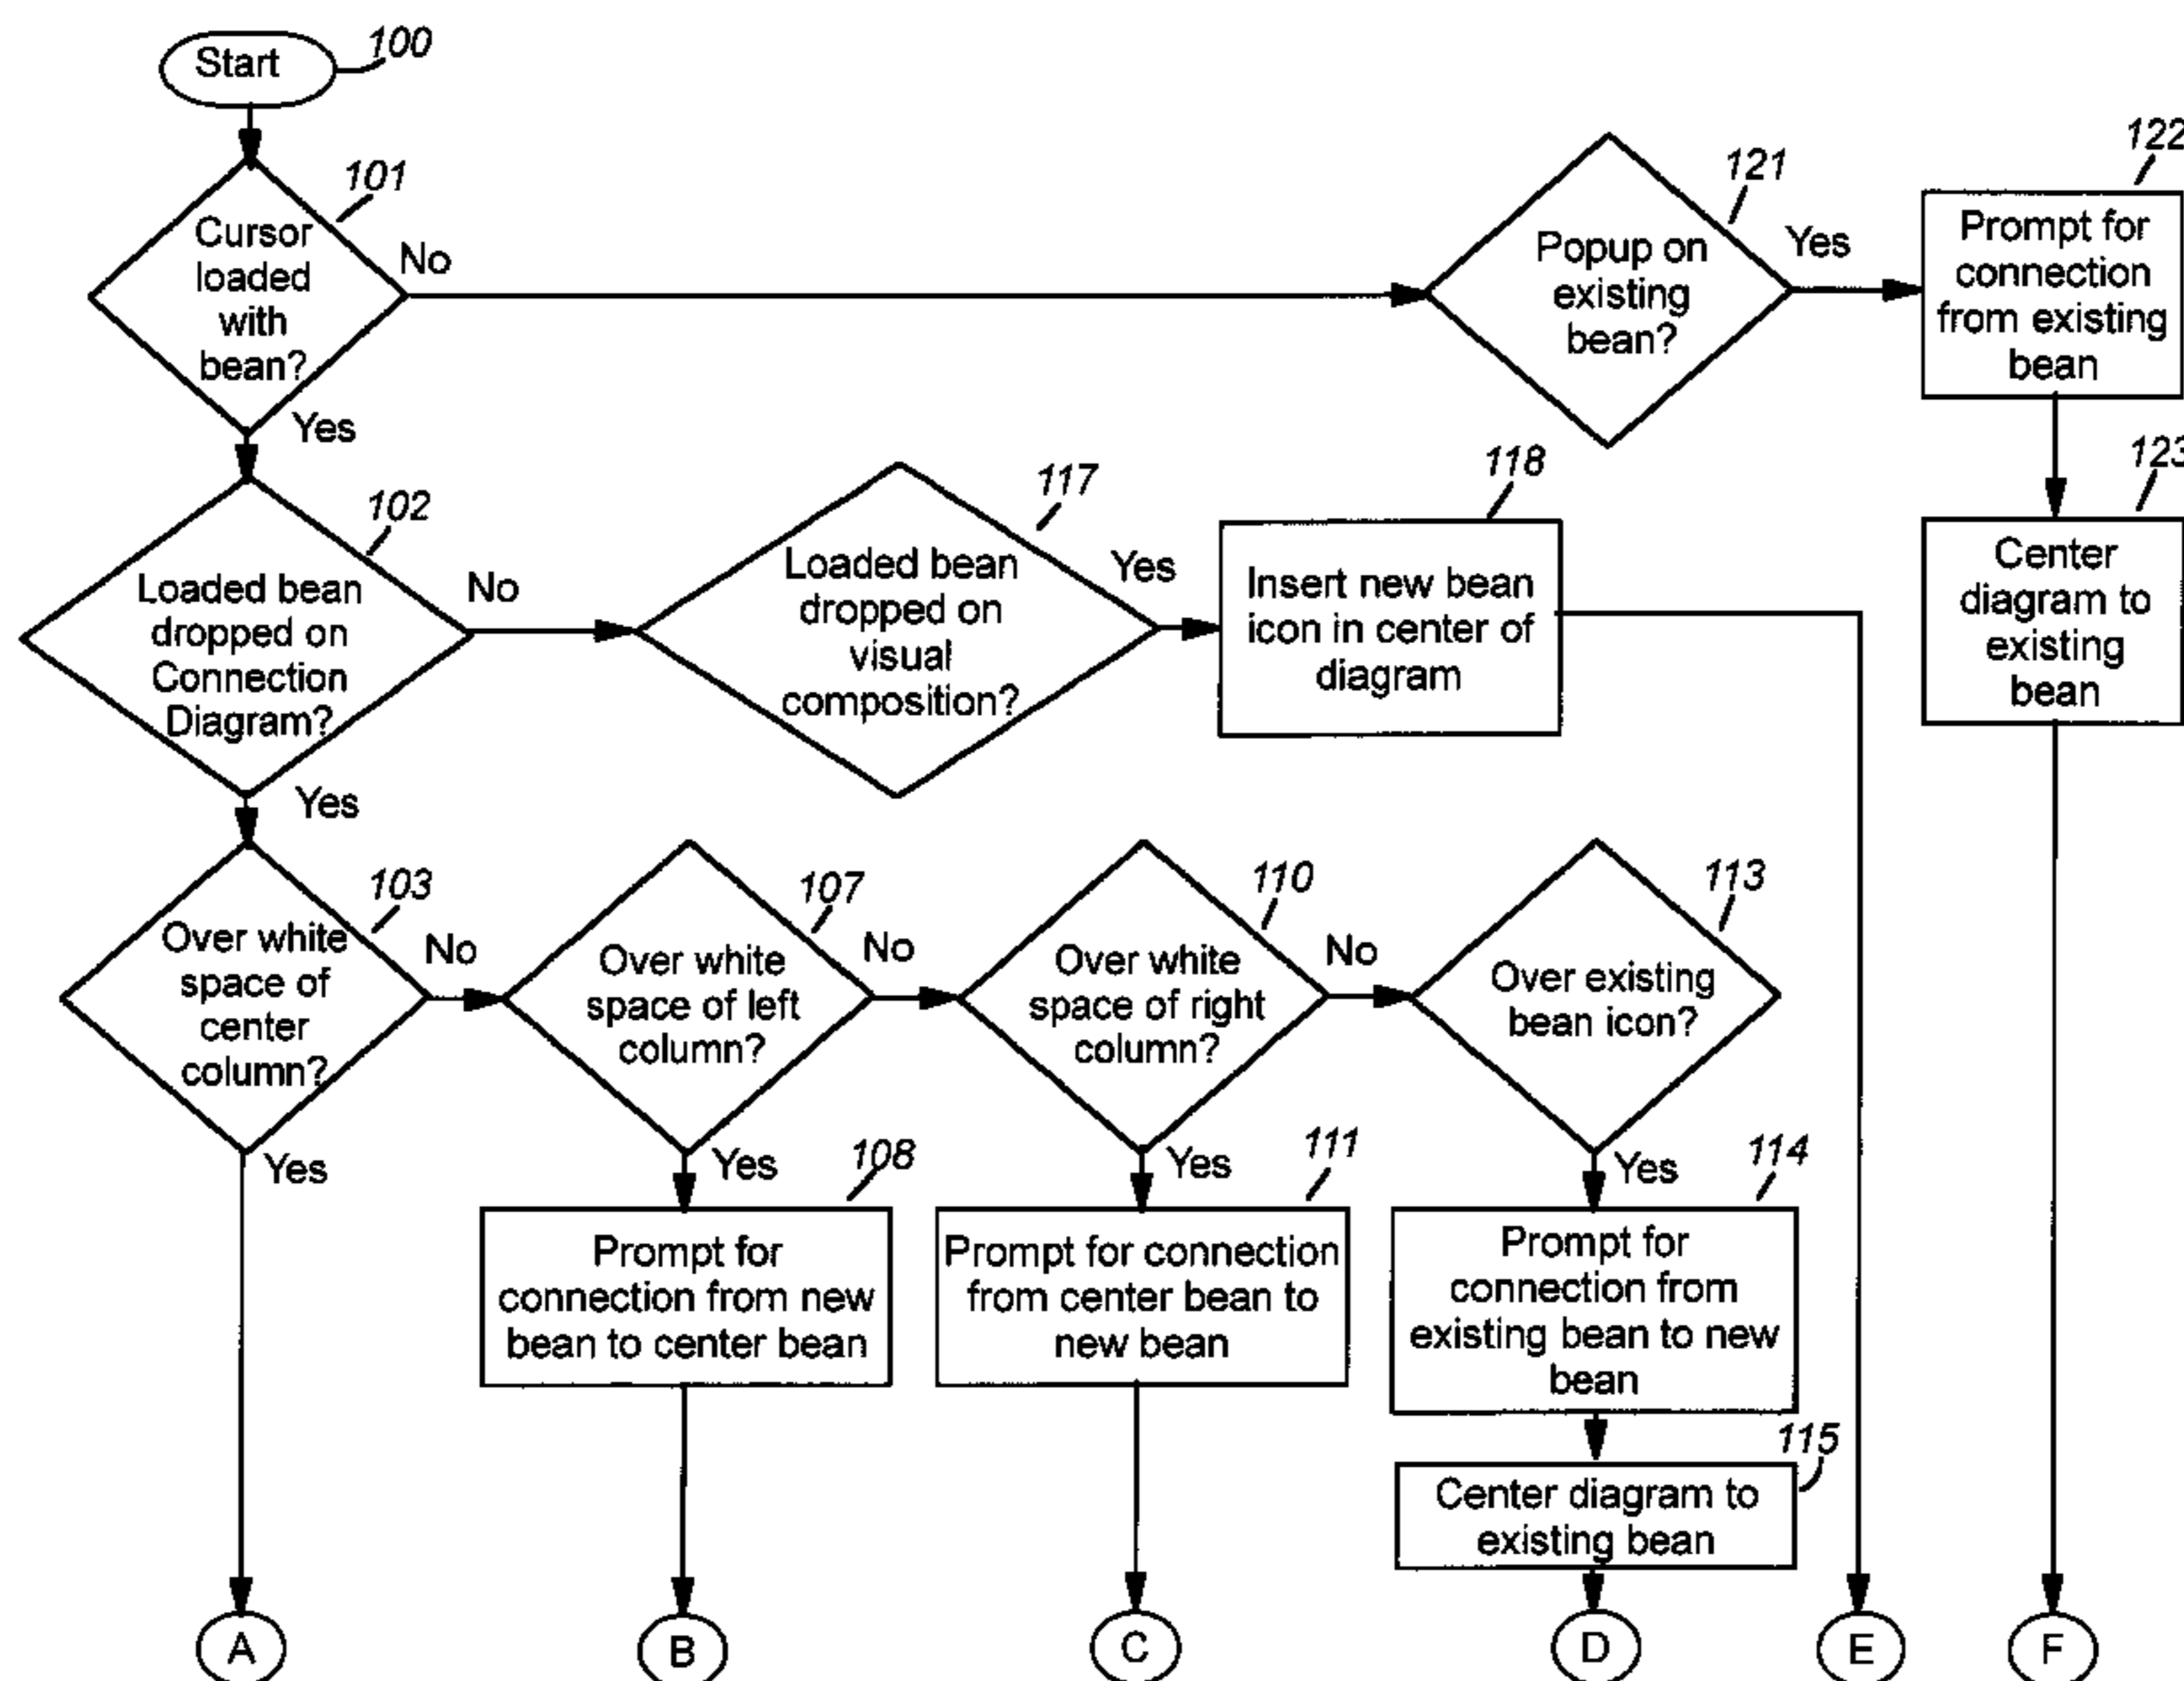 Start
100
101
Cursor
loaded
with
bean?
No
Yes
121
Popup on
existing
bean?
Yes
122
Prompt for
connection
from existing
bean
123
Center
diagram to
existing
bean
102
Loaded bean
dropped on
Connection
Diagram?
No
Yes
117
Loaded bean
dropped on
visual
composition?
Yes
118
Insert new bean
icon in center of
diagram
103
Over white
space of
center
column?
No
Yes
107
Over white
space of left
column?
No
Yes
110
Over white
space of right
column?
No
Yes
113
Over existing
bean icon?
Yes
108
Prompt for
connection from new
bean to center bean
111
Prompt for connection
from center bean to
new bean
114
Prompt for
connection from
existing bean to new
bean
115
Center diagram to
existing bean
A
B
C
D
E
F